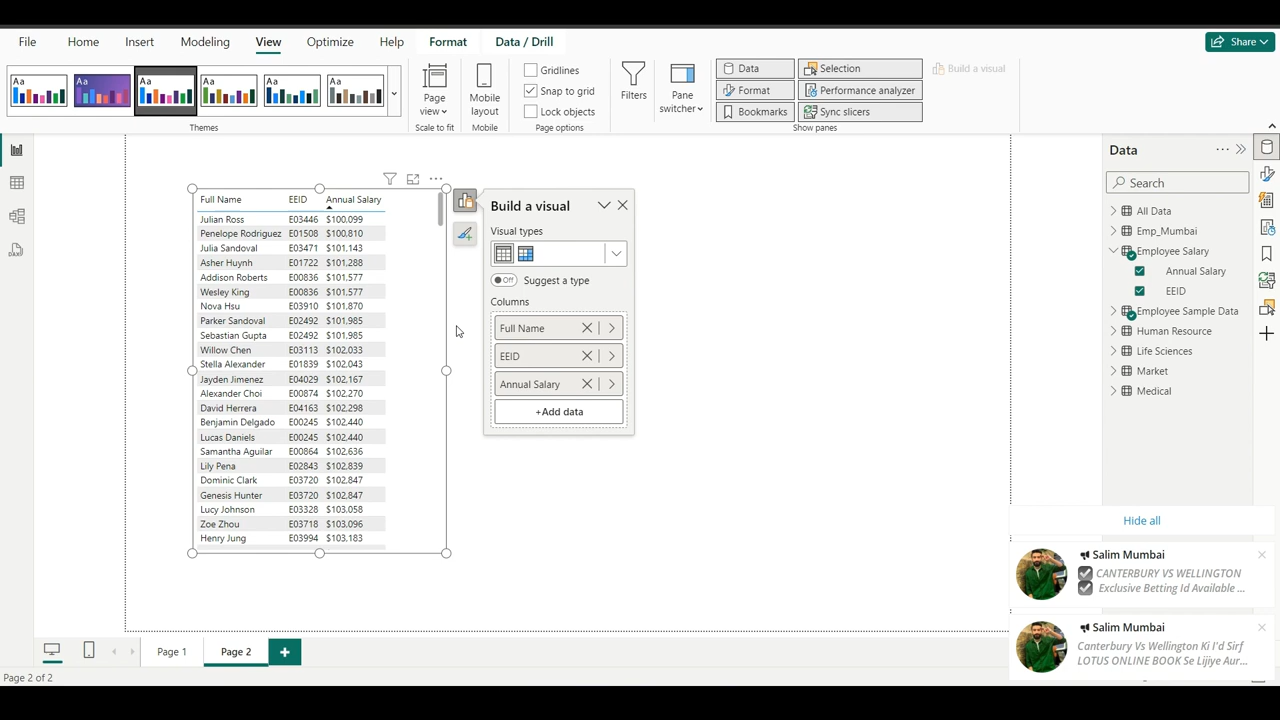 File Home Insert Modeling View Optimize Help Format Data / Drill Share
Aa Aa Aa Aa Aa Aa
Page view
Mobile layout
Gridlines
Snap to grid
Lock objects
Filters
Pane switcher
Data Selection Build a visual
Format Performance analyzer
Bookmarks Sync slicers
Themes Scale to fit Mobile Page options Show panes
Full Name EEID Annual Salary
Julian Ross E03446 $100,099
Penelope Rodriguez E01508 $100,810
Julia Sandoval E03471 $101,143
Asher Huynh E01722 $101,288
Addison Roberts E00836 $101,577
Wesley King E00836 $101,577
Nova Hsu E03910 $101,870
Parker Sandoval E02492 $101,985
Sebastian Gupta E02492 $101,985
Willow Chen E03113 $102,033
Stella Alexander E01839 $102,043
Jayden Jimenez E04029 $102,167
Alexander Choi E00874 $102,270
David Herrera E04163 $102,298
Benjamin Delgado E00245 $102,440
Lucas Daniels E00245 $102,440
Samantha Aguilar E00864 $102,636
Lily Pena E02843 $102,839
Dominic Clark E03720 $102,847
Genesis Hunter E03720 $102,847
Lucy Johnson E03328 $103,058
Zoe Zhou E03718 $103,096
Henry Jung E03994 $103,183
Build a visual
Visual types
Off Suggest a type
Columns
Full Name
EEID
Annual Salary
+Add data
Data
Search
All Data
Emp_Mumbai
Employee Salary
Annual Salary
EEID
Employee Sample Data
Human Resource
Life Sciences
Market
Medical
Hide all
Salim Mumbai
CANTERBURY VS WELLINGTON
Exclusive Betting Id Available ...
Salim Mumbai
Canterbury Vs Wellington Ki I'd Sirf
LOTUS ONLINE BOOK Se Lijiye Aur...
Page 1 Page 2
Page 2 of 2